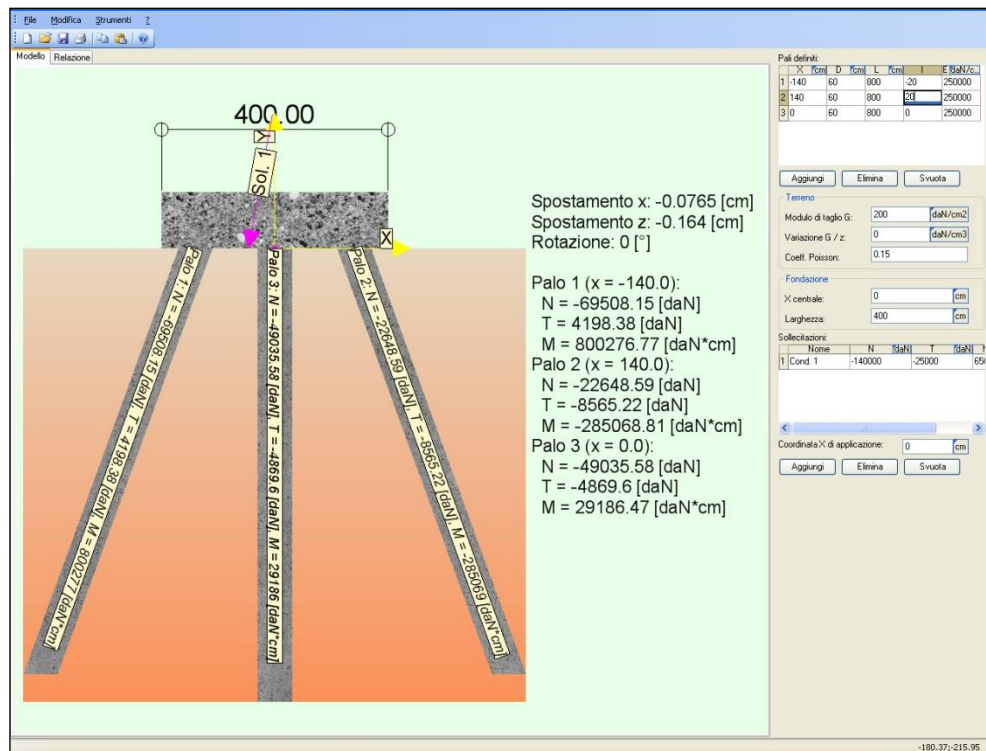 File Modifica Strumenti ?
Modello Relazione
400.00
Y
Sol. 1
X
Palo 1: N = -69508.15 [daN], T = 4198.38 [daN], M = 800277 [daN*cm]
Palo 3: N = -49035.58 [daN], T = -4869.6 [daN], M = 29186 [daN*cm]
Palo 2: N = -22648.59 [daN], T = -8565.22 [daN], M = -285069 [daN*cm]
Spostamento x: -0.0765 [cm]
Spostamento z: -0.164 [cm]
Rotazione: 0 [°]
Palo 1 (x = -140.0):
N = -69508.15 [daN]
T = 4198.38 [daN]
M = 800276.77 [daN*cm]
Palo 2 (x = 140.0):
N = -22648.59 [daN]
T = -8565.22 [daN]
M = -285068.81 [daN*cm]
Palo 3 (x = 0.0):
N = -49035.58 [daN]
T = -4869.6 [daN]
M = 29186.47 [daN*cm]
Pali definiti:
X [cm] D [cm] L [cm] I E [daN/c...
1 -140 60 800 -20 250000
2 140 60 800 20 250000
3 0 60 800 0 250000
Aggiungi Elimina Svuota
Terreno
Modulo di taglio G: 200 daN/cm2
Variazione G / z: 0 daN/cm3
Coeff. Poisson: 0.15
Fondazione
X centrale: 0 cm
Larghezza: 400 cm
Sollecitazioni:
Nome N [daN] T [daN]
1 Cond. 1 -140000 -25000 650
Coordinata X di applicazione: 0 cm
Aggiungi Elimina Svuota
-180.37;-215.95